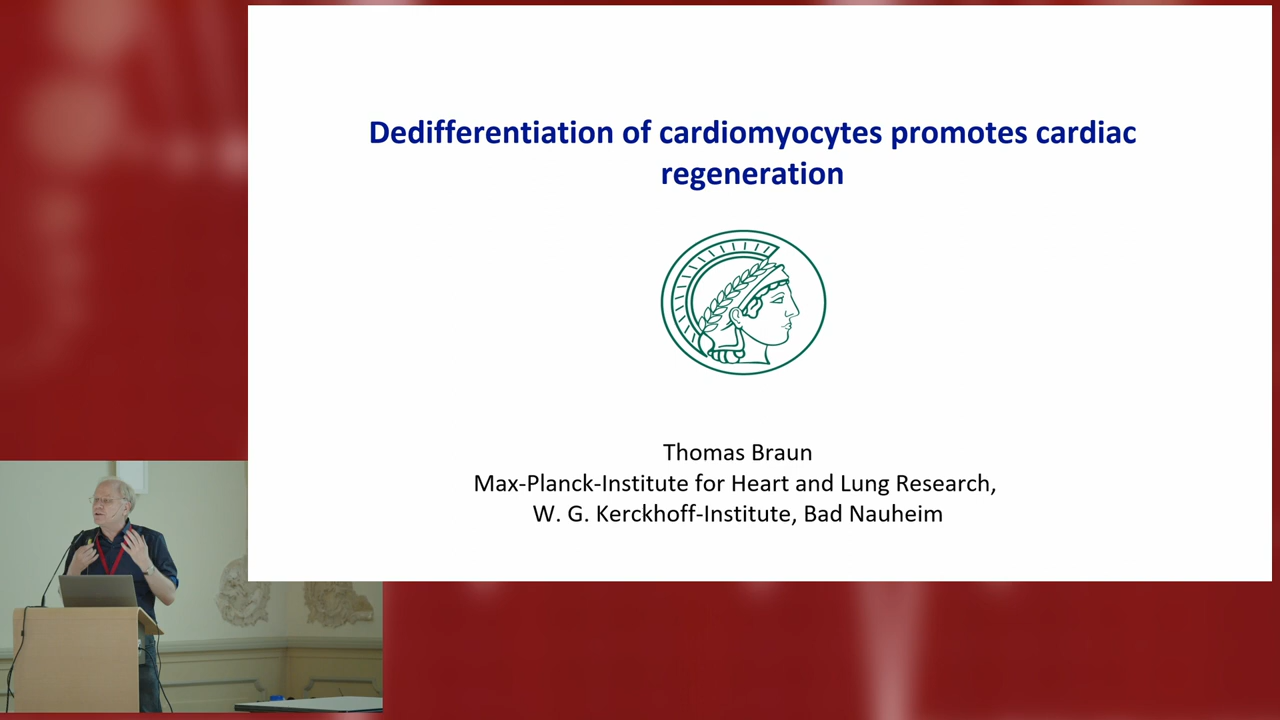 Dedifferentiation of cardiomyocytes promotes cardiac
regeneration
Thomas Braun
Max-Planck-Institute for Heart and Lung Research,
W. G. Kerckhoff-Institute, Bad Nauheim